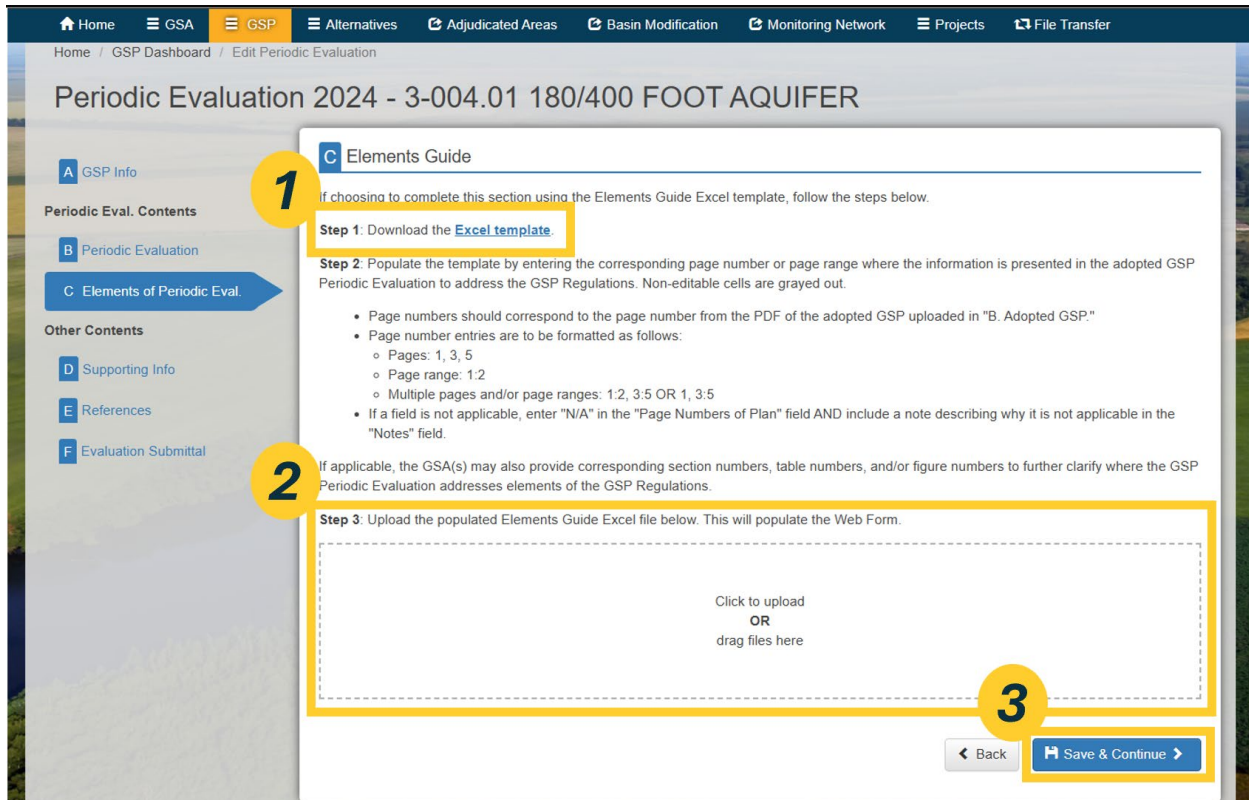 Home GSA GSP Alternatives Adjudicated Areas Basin Modification Monitoring Network Projects File Transfer
Home / GSP Dashboard / Edit Periodic Evaluation
Periodic Evaluation 2024 - 3-004.01 180/400 FOOT AQUIFER
A GSP Info
Periodic Eval. Contents
B Periodic Evaluation
C Elements of Periodic Eval.
Other Contents
D Supporting Info
E References
F Evaluation Submittal
C Elements Guide
1
If choosing to complete this section using the Elements Guide Excel template, follow the steps below.
Step 1: Download the Excel template.
Step 2: Populate the template by entering the corresponding page number or page range where the information is presented in the adopted GSP
Periodic Evaluation to address the GSP Regulations. Non-editable cells are grayed out.
• Page numbers should correspond to the page number from the PDF of the adopted GSP uploaded in "B. Adopted GSP."
• Page number entries are to be formatted as follows:
○ Pages: 1, 3, 5
○ Page range: 1:2
○ Multiple pages and/or page ranges: 1:2, 3:5 OR 1, 3:5
• If a field is not applicable, enter "N/A" in the "Page Numbers of Plan" field AND include a note describing why it is not applicable in the
"Notes" field.
2
If applicable, the GSA(s) may also provide corresponding section numbers, table numbers, and/or figure numbers to further clarify where the GSP
Periodic Evaluation addresses elements of the GSP Regulations.
Step 3: Upload the populated Elements Guide Excel file below. This will populate the Web Form.
Click to upload
OR
drag files here
3
Back Save & Continue